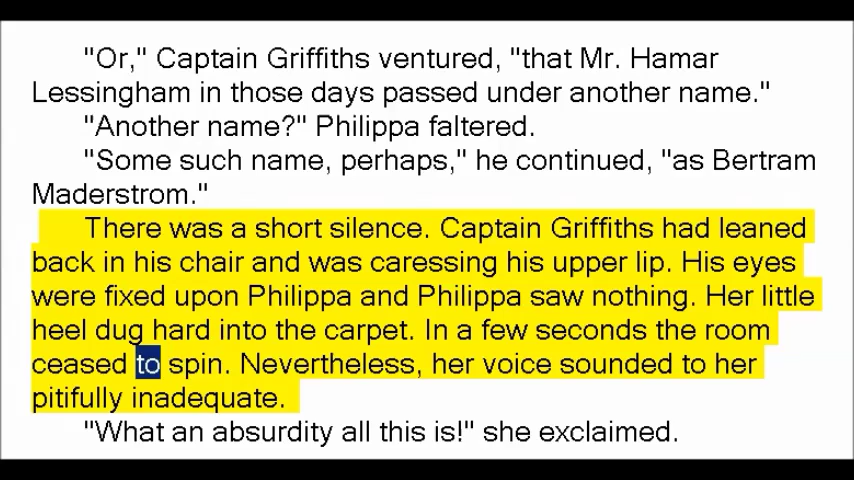 "Or," Captain Griffiths ventured, "that Mr. Hamar
Lessingham in those days passed under another name."
"Another name?" Philippa faltered.
"Some such name, perhaps," he continued, "as Bertram
Maderstrom."
There was a short silence. Captain Griffiths had leaned
back in his chair and was caressing his upper lip. His eyes
were fixed upon Philippa and Philippa saw nothing. Her little
heel dug hard into the carpet. In a few seconds the room
ceased to spin. Nevertheless, her voice sounded to her
pitifully inadequate.
"What an absurdity all this is!" she exclaimed.